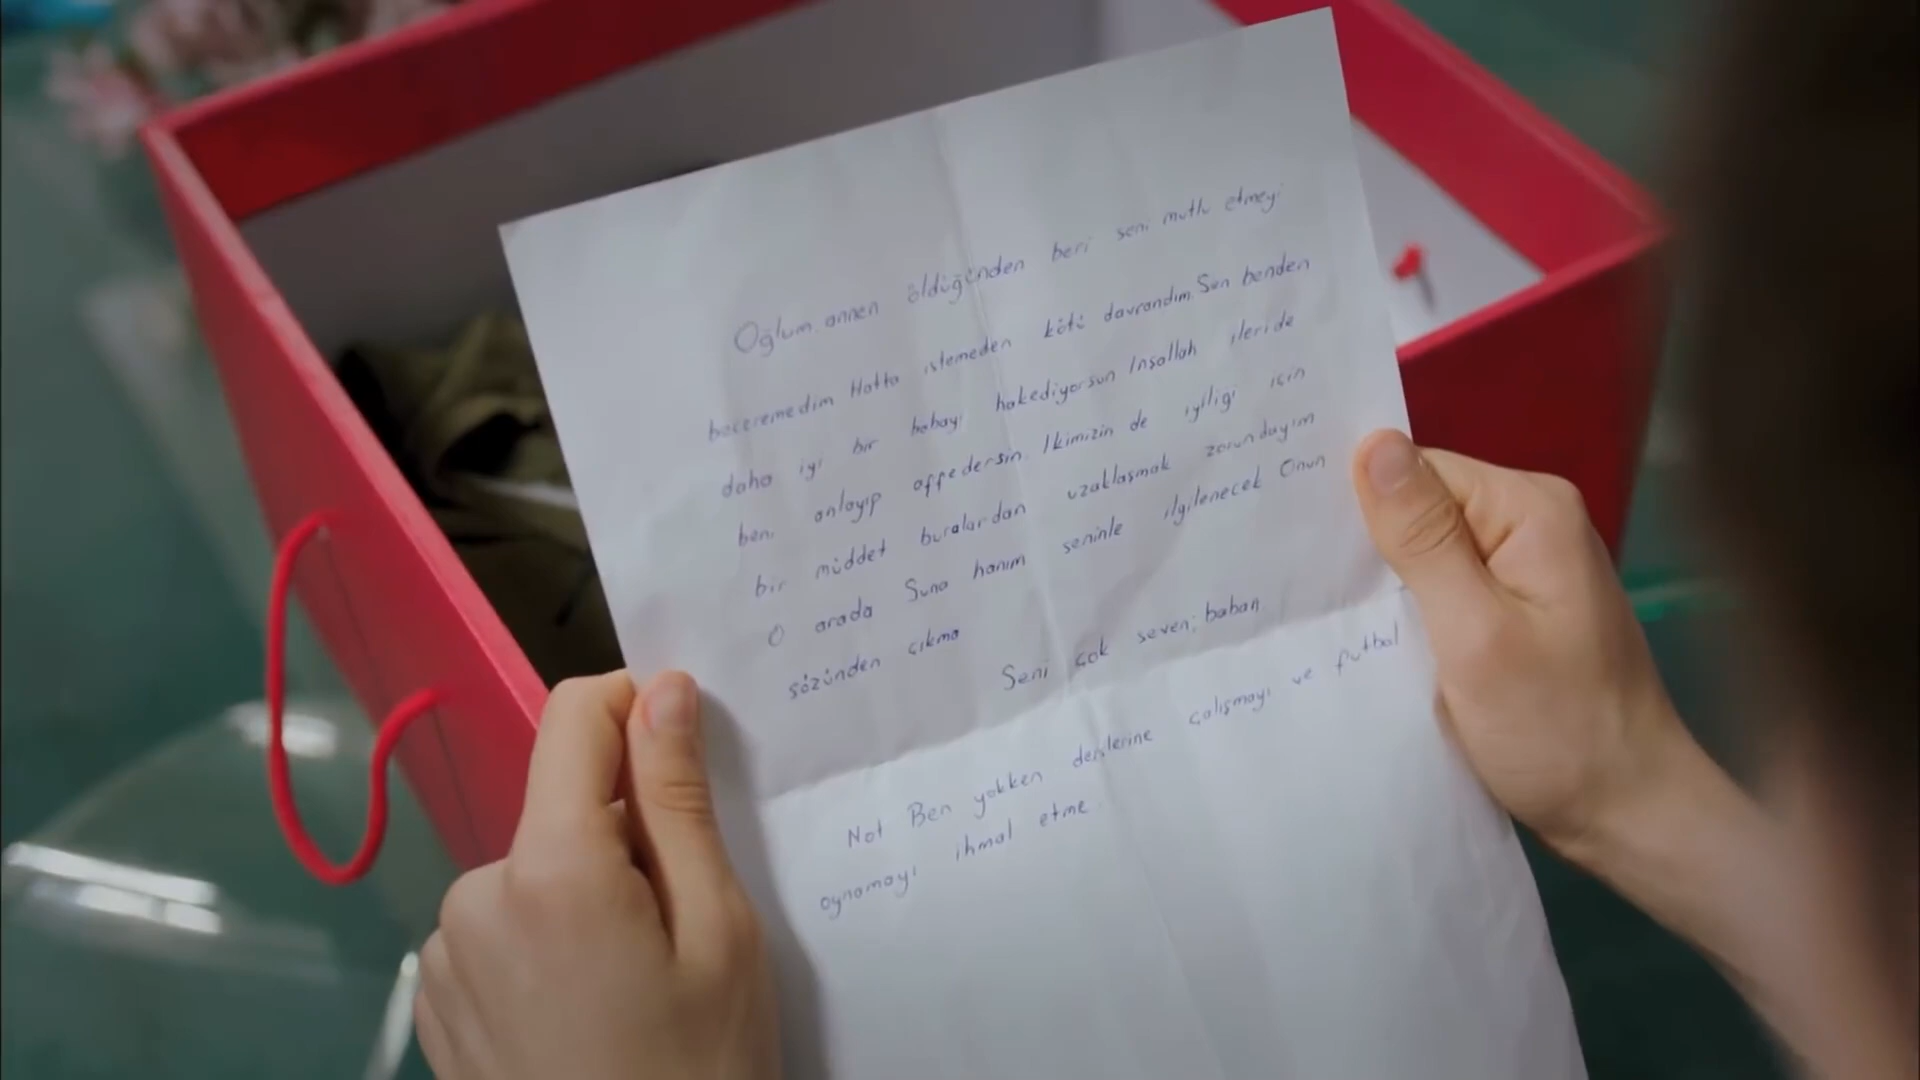 Oğlum annen öldüğünden beri seni mutlu etmeyi
beceremedim Hatta istemeden kötü davrandım. Sen benden
daha iyi bir babayı hakediyorsun Inşallah ileride
beni anlayıp affedersin. Ikimizin de iyiliği için
bir müddet buralardan uzaklaşmak zorundayım
O arada Suna hanım seninle ilgilenecek Onun
sözünden çıkma
Seni çok seven; baban
Not Ben yokken derslerine çalışmayı ve futbol
oynamayı ihmal etme.